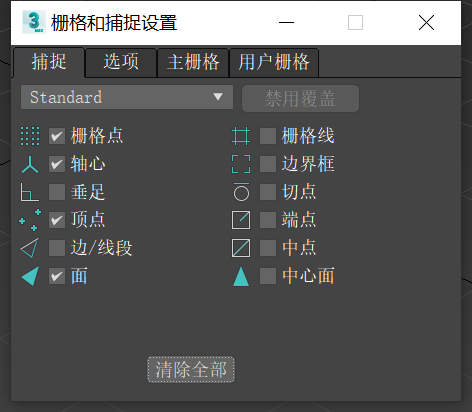 栅格和捕捉设置
捕捉 选项 主栅格 用户栅格
Standard 禁用覆盖
栅格点 栅格线
轴心 边界框
垂足 切点
顶点 端点
边/线段 中点
面 中心面
清除全部